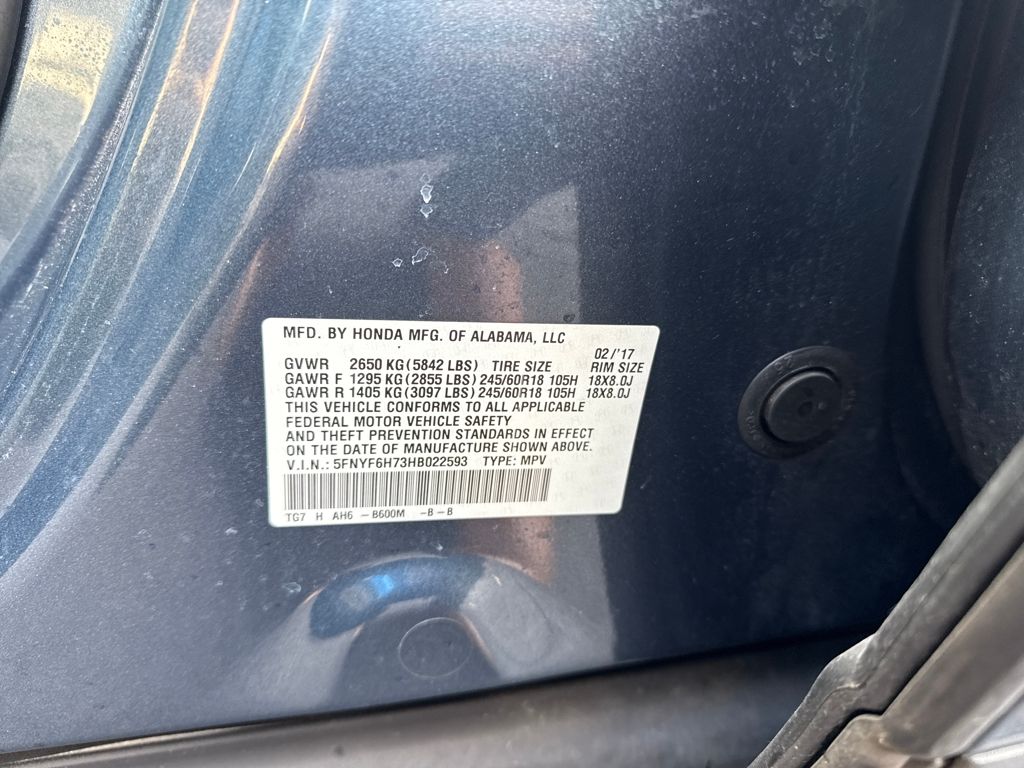 MFD. BY HONDA MFG. OF ALABAMA, LLC
02/'17
GVWR 2650 KG(5842 LBS) TIRE SIZE RIM SIZE
GAWR F 1295 KG(2855 LBS) 245/60R18 105H 18X8.0J
GAWR R 1405 KG(3097 LBS) 245/60R18 105H 18X8.0J
THIS VEHICLE CONFORMS TO ALL APPLICABLE
FEDERAL MOTOR VEHICLE SAFETY
AND THEFT PREVENTION STANDARDS IN EFFECT
ON THE DATE OF MANUFACTURE SHOWN ABOVE.
V.I.N.: 5FNYF6H73HB022593 TYPE: MPV
TG7 H AH6 -B600M -B-B